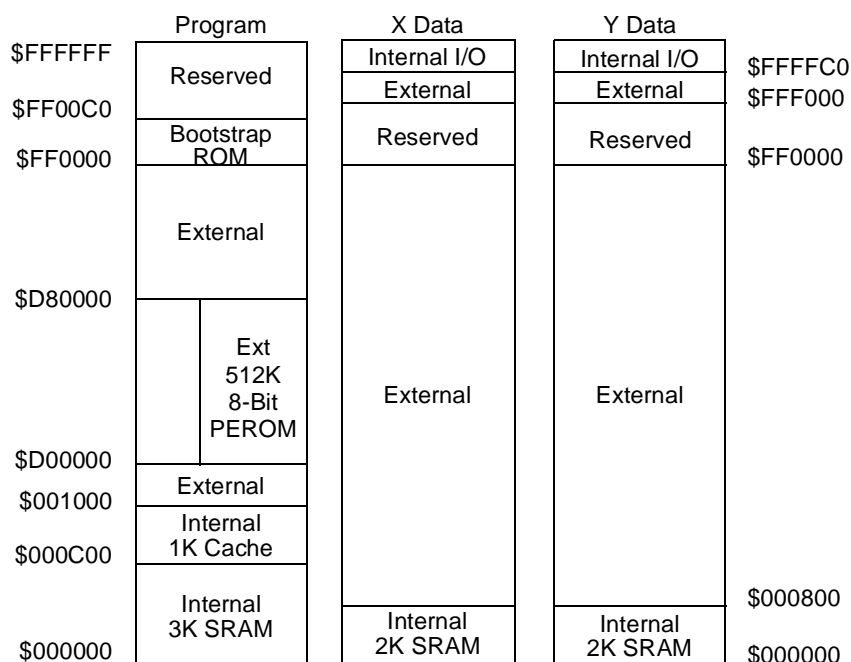 Program
X Data
Y Data
$FFFFFF
Reserved
Internal I/O
Internal I/O
$FFFFC0
External
External
$FFF000
$FF00C0
Bootstrap
ROM
Reserved
Reserved
$FF0000
$FF0000
External
$D80000
Ext
512K
8-Bit
PEROM
External
External
$D00000
External
$001000
Internal
1K Cache
$000C00
Internal
3K SRAM
$000800
Internal
2K SRAM
Internal
2K SRAM
$000000
$000000